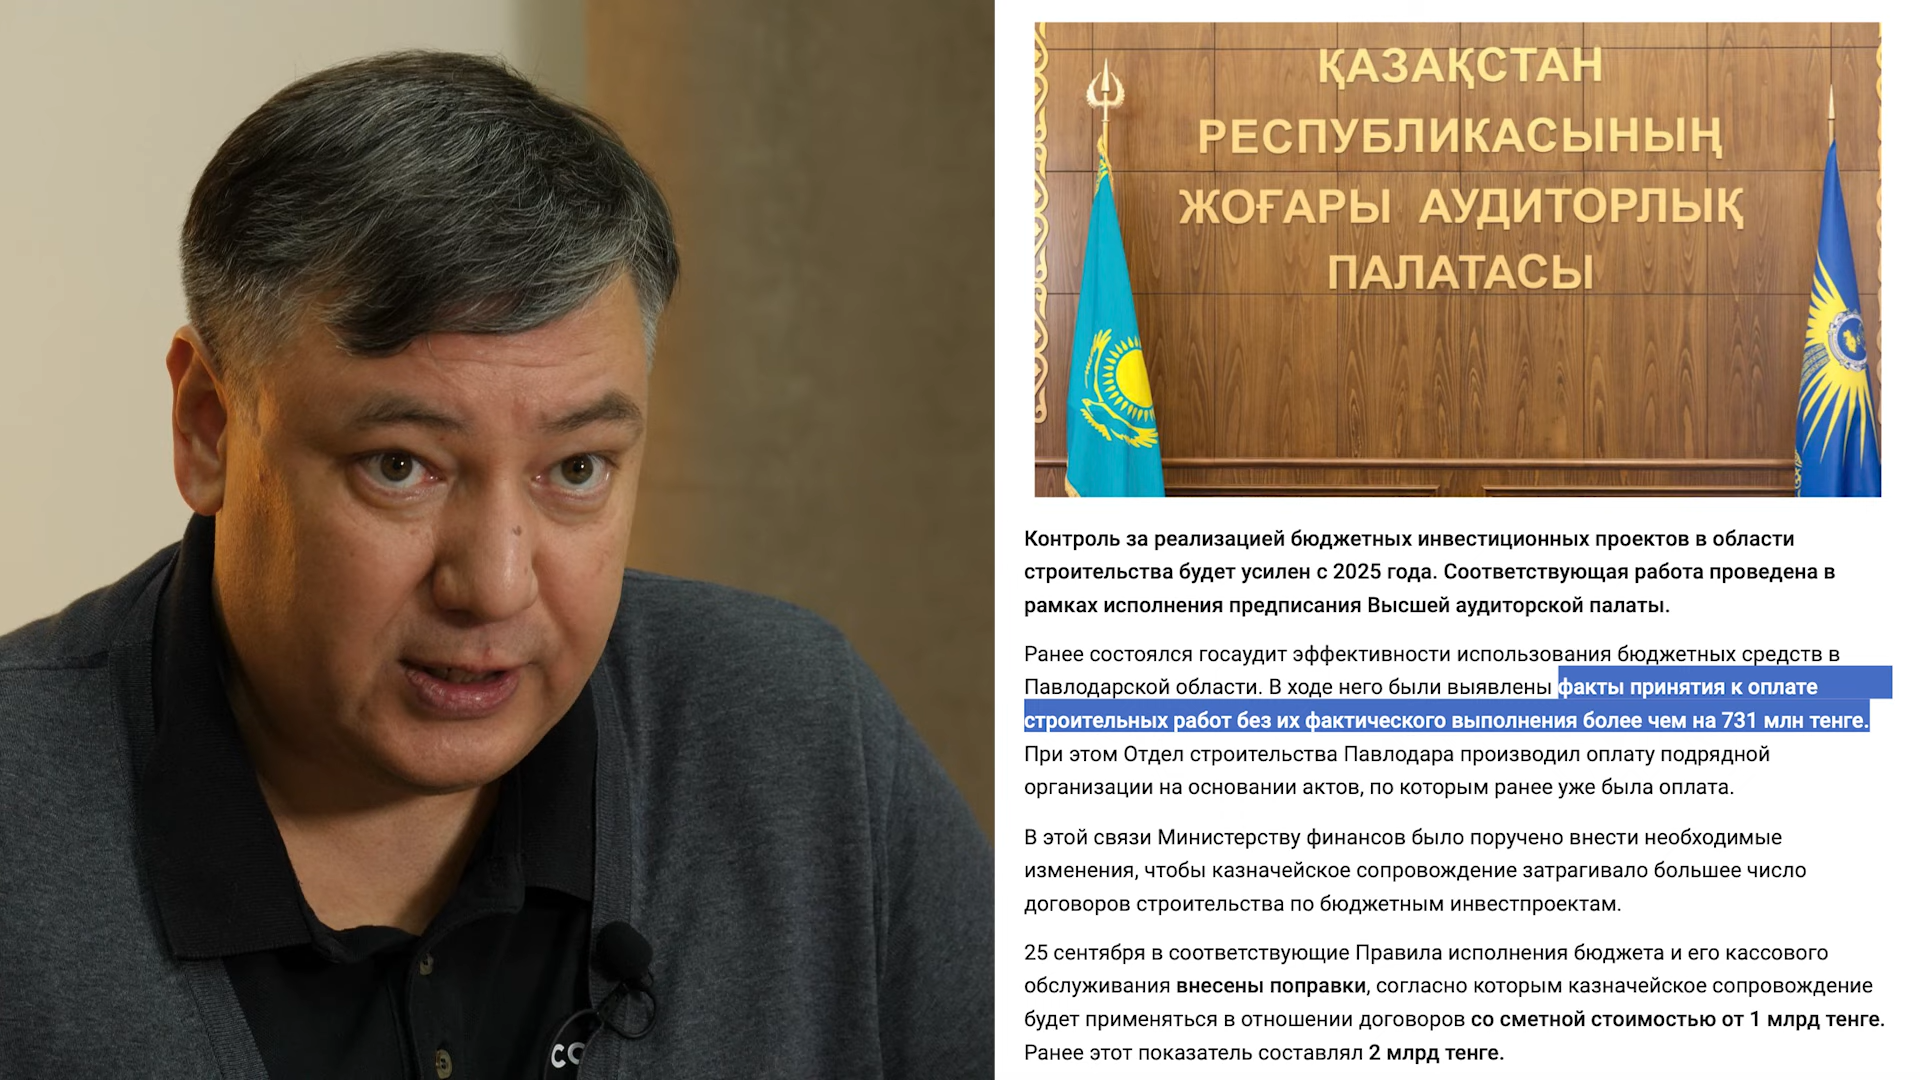 ҚАЗАҚСТАН
РЕСПУБЛИКАСЫНЫҢ
ЖОҒАРЫ АУДИТОРЛЫҚ
ПАЛАТАСЫ
Контроль за реализацией бюджетных инвестиционных проектов в области
строительства будет усилен с 2025 года. Соответствующая работа проведена в
рамках исполнения предписания Высшей аудиторской палаты.
Ранее состоялся госаудит эффективности использования бюджетных средств в
Павлодарской области. В ходе него были выявлены факты принятия к оплате
строительных работ без их фактического выполнения более чем на 731 млн тенге.
При этом Отдел строительства Павлодара производил оплату подрядной
организации на основании актов, по которым ранее уже была оплата.
В этой связи Министерству финансов было поручено внести необходимые
изменения, чтобы казначейское сопровождение затрагивало большее число
договоров строительства по бюджетным инвестпроектам.
25 сентября в соответствующие Правила исполнения бюджета и его кассового
обслуживания внесены поправки, согласно которым казначейское сопровождение
будет применяться в отношении договоров со сметной стоимостью от 1 млрд тенге.
Ранее этот показатель составлял 2 млрд тенге.